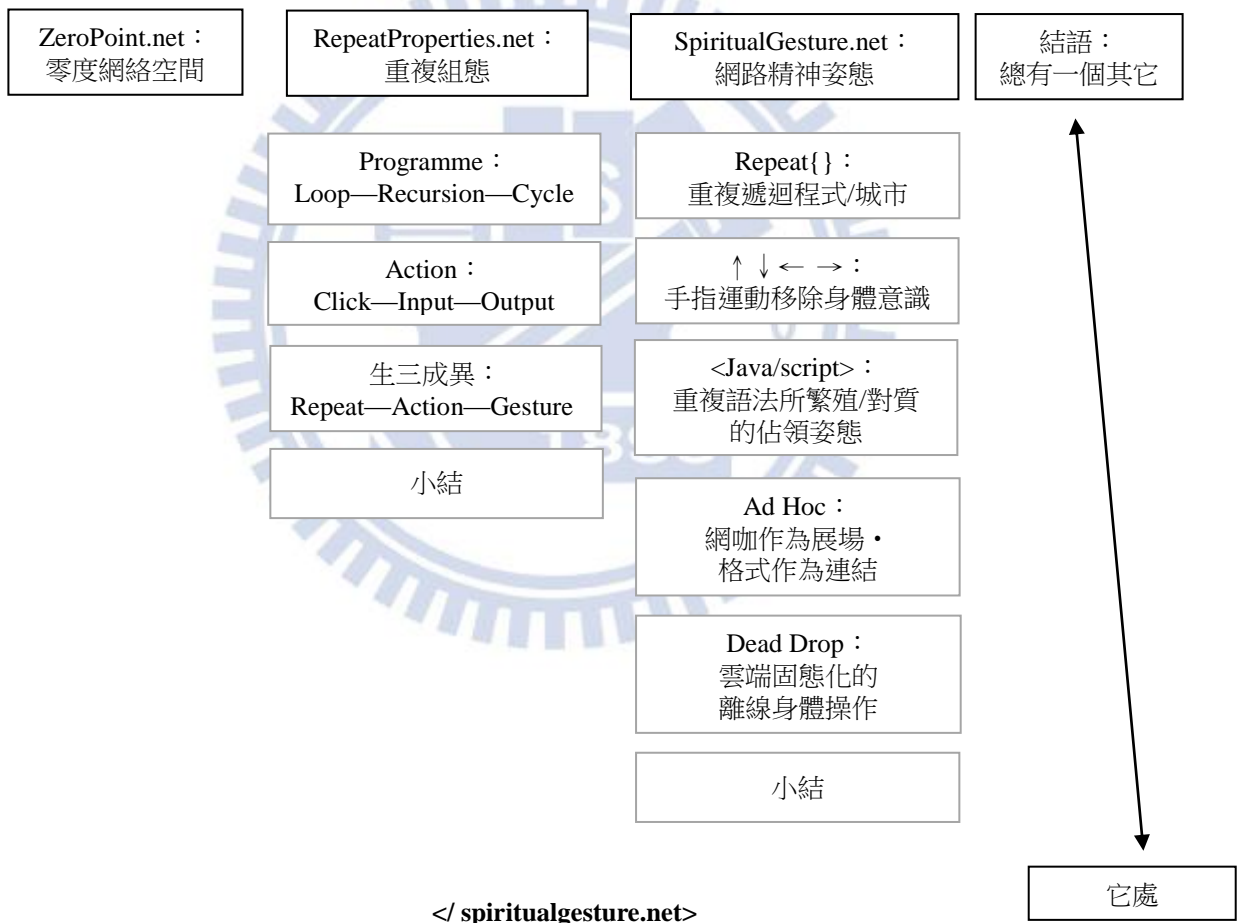 ZeroPoint.net：
零度網絡空間
RepeatProperties.net：
重複組態
SpiritualGesture.net：
網路精神姿態
結語：
總有一個其它
Programme：
Loop—Recursion—Cycle
Action：
Click—Input—Output
生三成異：
Repeat—Action—Gesture
小結
Repeat{}：
重複遞迴程式/城市
↑ ↓ ← →：
手指運動移除身體意識
<Java/script>：
重複語法所繁殖/對質
的佔領姿態
Ad Hoc：
網咖作為展場‧
格式作為連結
Dead Drop：
雲端固態化的
離線身體操作
小結
它處
</ spiritualgesture.net>